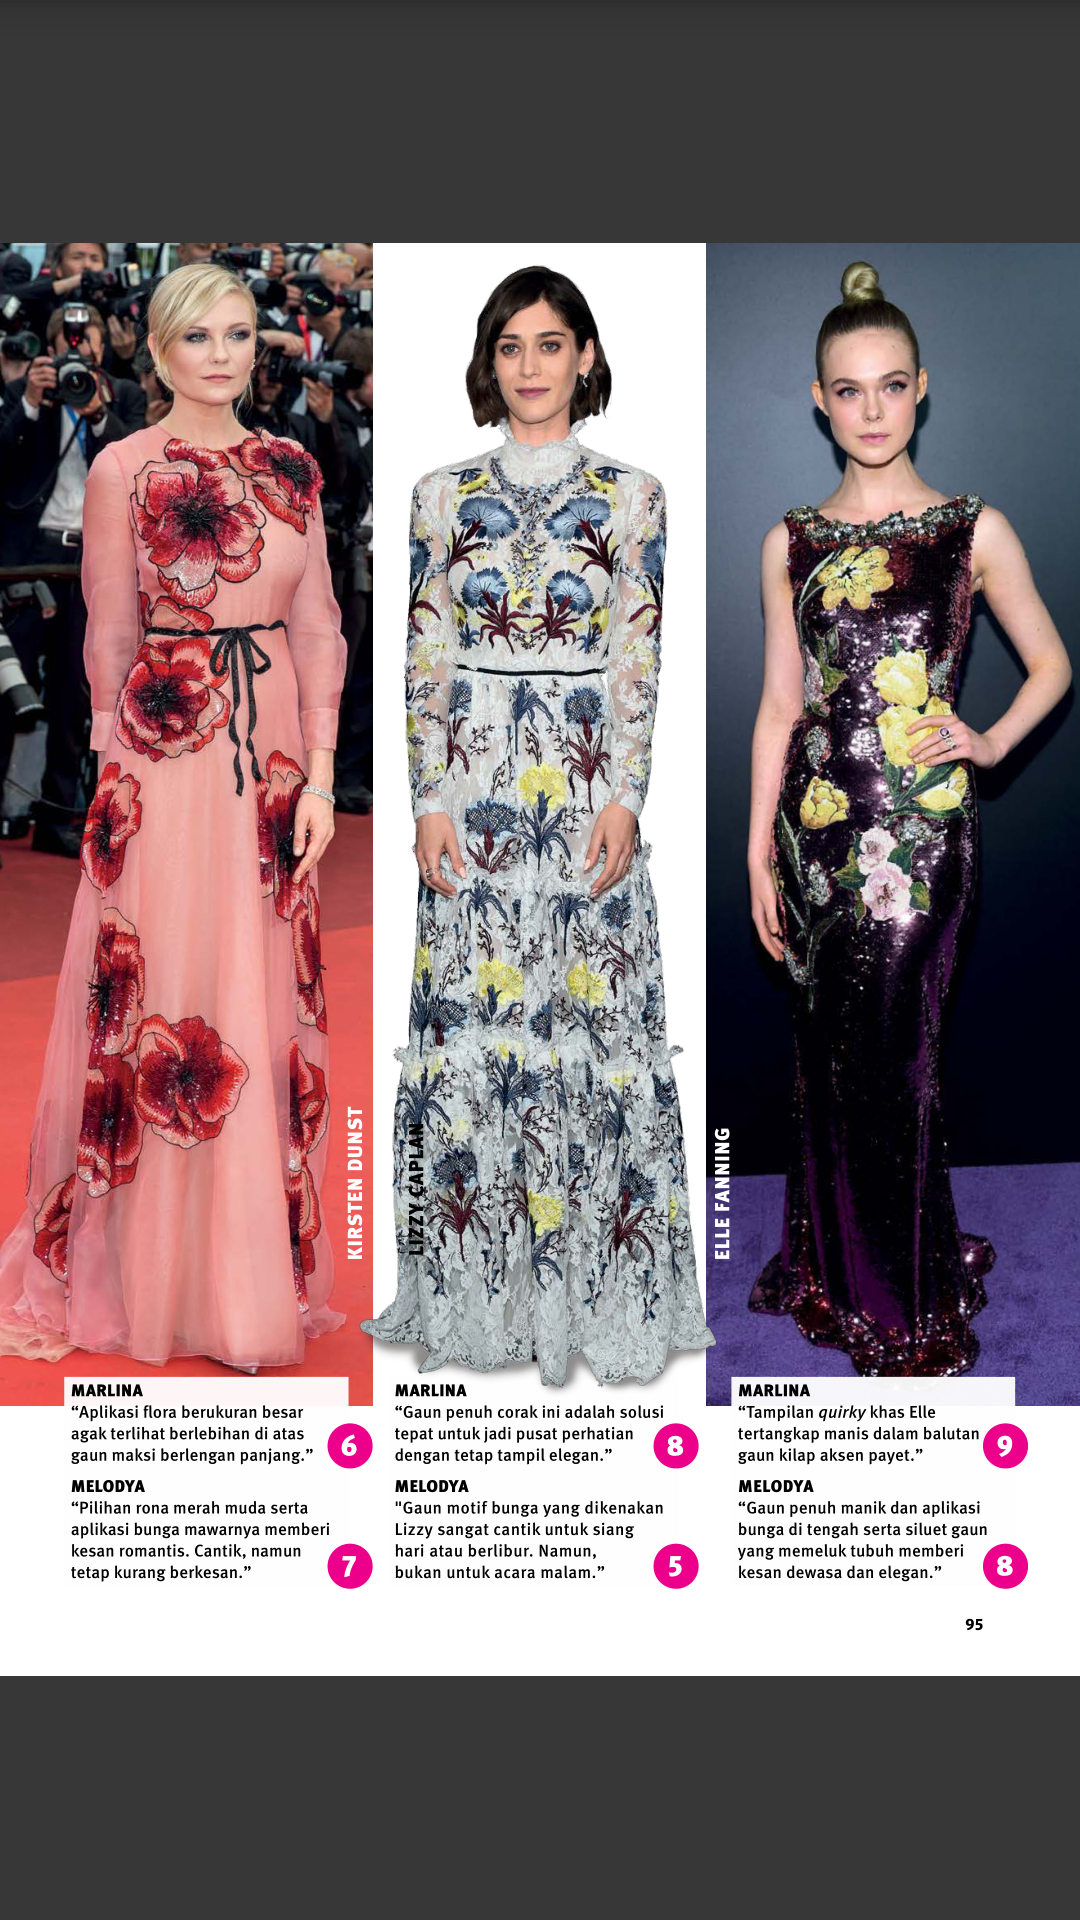 KIRSTEN DUNST
MARLINA
“Aplikasi flora berukuran besar
agak terlihat berlebihan di atas
gaun maksi berlengan panjang.”
6
MELODYA
“Pilihan rona merah muda serta
aplikasi bunga mawarnya memberi
kesan romantis. Cantik, namun
tetap kurang berkesan.”
7
LIZZY CAPLAN
MARLINA
“Gaun penuh corak ini adalah solusi
tepat untuk jadi pusat perhatian
dengan tetap tampil elegan.”
8
MELODYA
"Gaun motif bunga yang dikenakan
Lizzy sangat cantik untuk siang
hari atau berlibur. Namun,
bukan untuk acara malam.”
5
ELLE FANNING
MARLINA
“Tampilan quirky khas Elle
tertangkap manis dalam balutan
gaun kilap aksen payet.”
9
MELODYA
“Gaun penuh manik dan aplikasi
bunga di tengah serta siluet gaun
yang memeluk tubuh memberi
kesan dewasa dan elegan.”
8
95